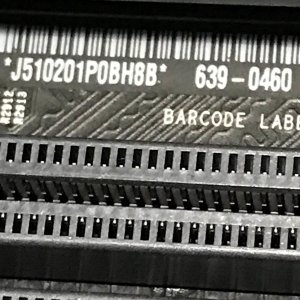 *J510201P0BH8B* 639-0460
BARCODE LABE
R2912
R2913